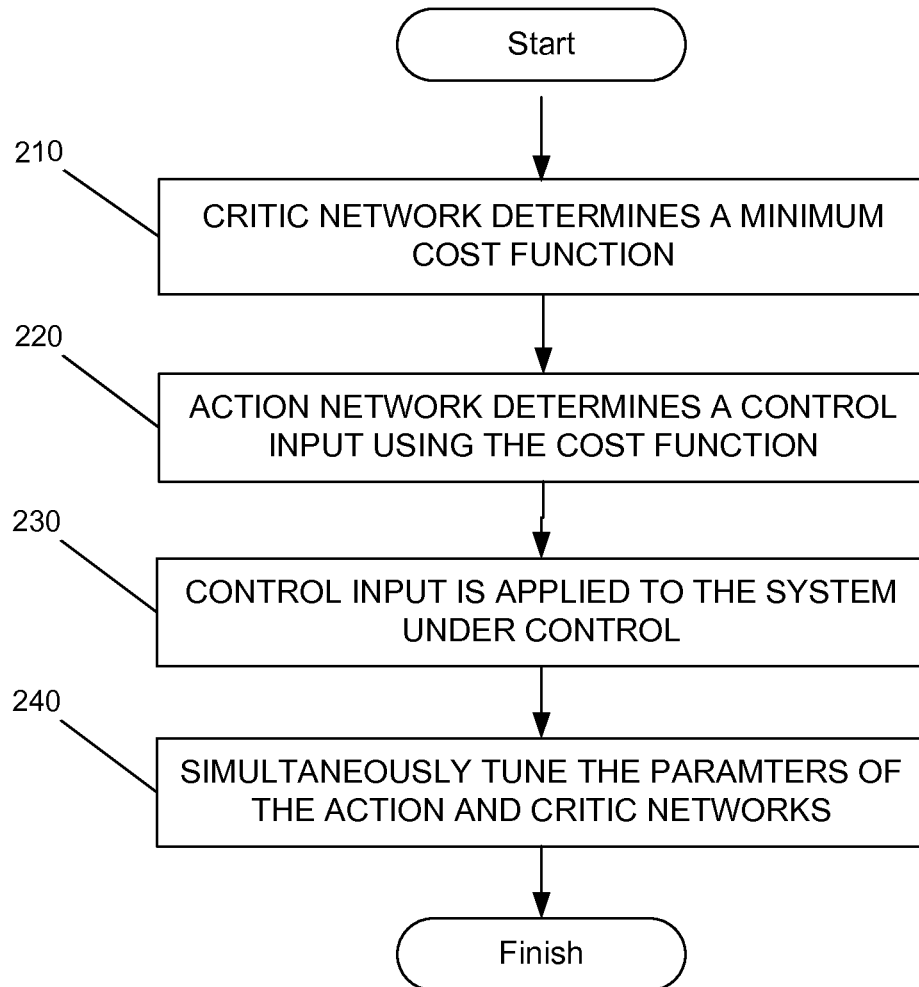 Start
210
CRITIC NETWORK DETERMINES A MINIMUM
COST FUNCTION
220
ACTION NETWORK DETERMINES A CONTROL
INPUT USING THE COST FUNCTION
230
CONTROL INPUT IS APPLIED TO THE SYSTEM
UNDER CONTROL
240
SIMULTANEOUSLY TUNE THE PARAMTERS OF
THE ACTION AND CRITIC NETWORKS
Finish